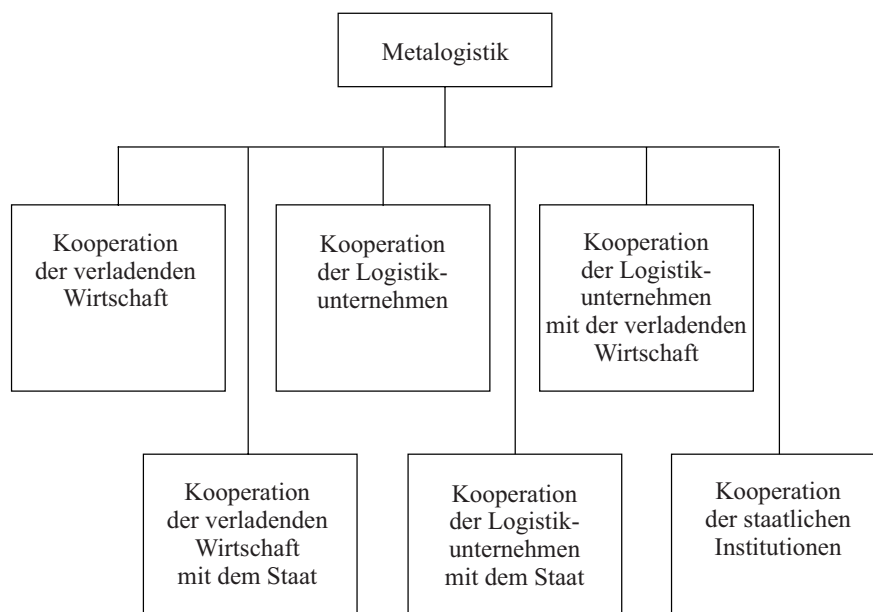 Metalogistik
Kooperation
der verladenden
Wirtschaft
Kooperation
der Logistik-
unternehmen
Kooperation
der Logistik-
unternehmen
mit der verladenden
Wirtschaft
Kooperation
der verladenden
Wirtschaft
mit dem Staat
Kooperation
der Logistik-
unternehmen
mit dem Staat
Kooperation
der staatlichen
Institutionen